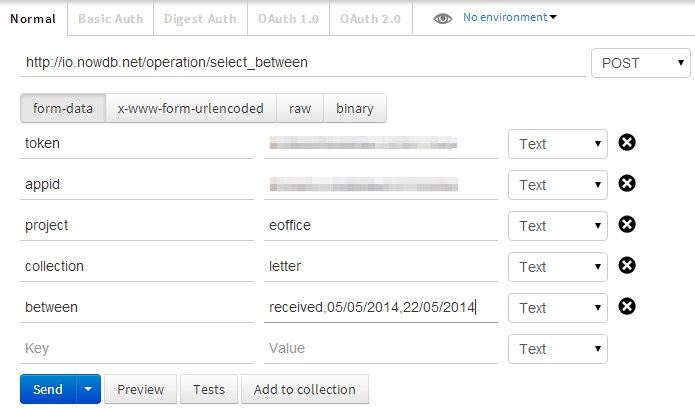 Normal Basic Auth Digest Auth OAuth 1.0 OAuth 2.0 No environment
http://io.nowdb.net/operation/select_between POST
form-data x-www-form-urlencoded raw binary
token Text
appid Text
project eoffice Text
collection letter Text
between received,05/05/2014,22/05/2014 Text
Key Value Text
Send Preview Tests Add to collection